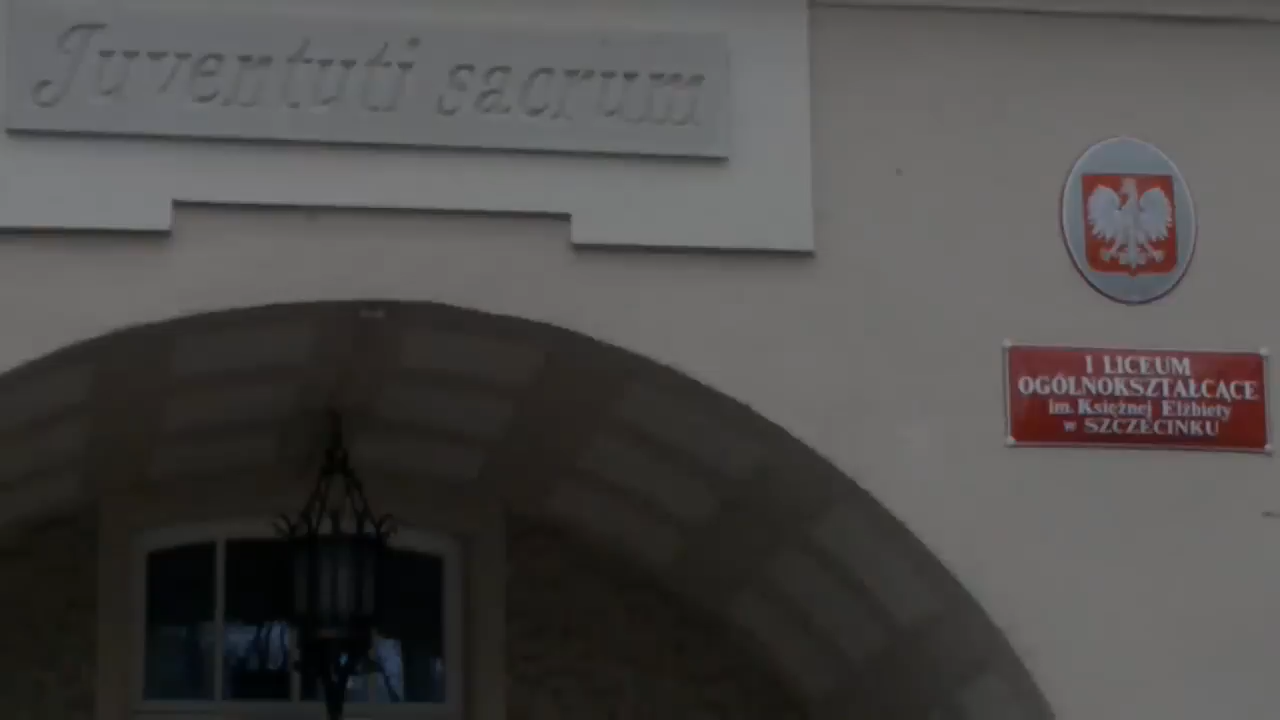 Juventuti sacrum
I LICEUM
OGÓLNOKSZTAŁCĄCE
im. Księżnej Elżbiety
w SZCZECINKU